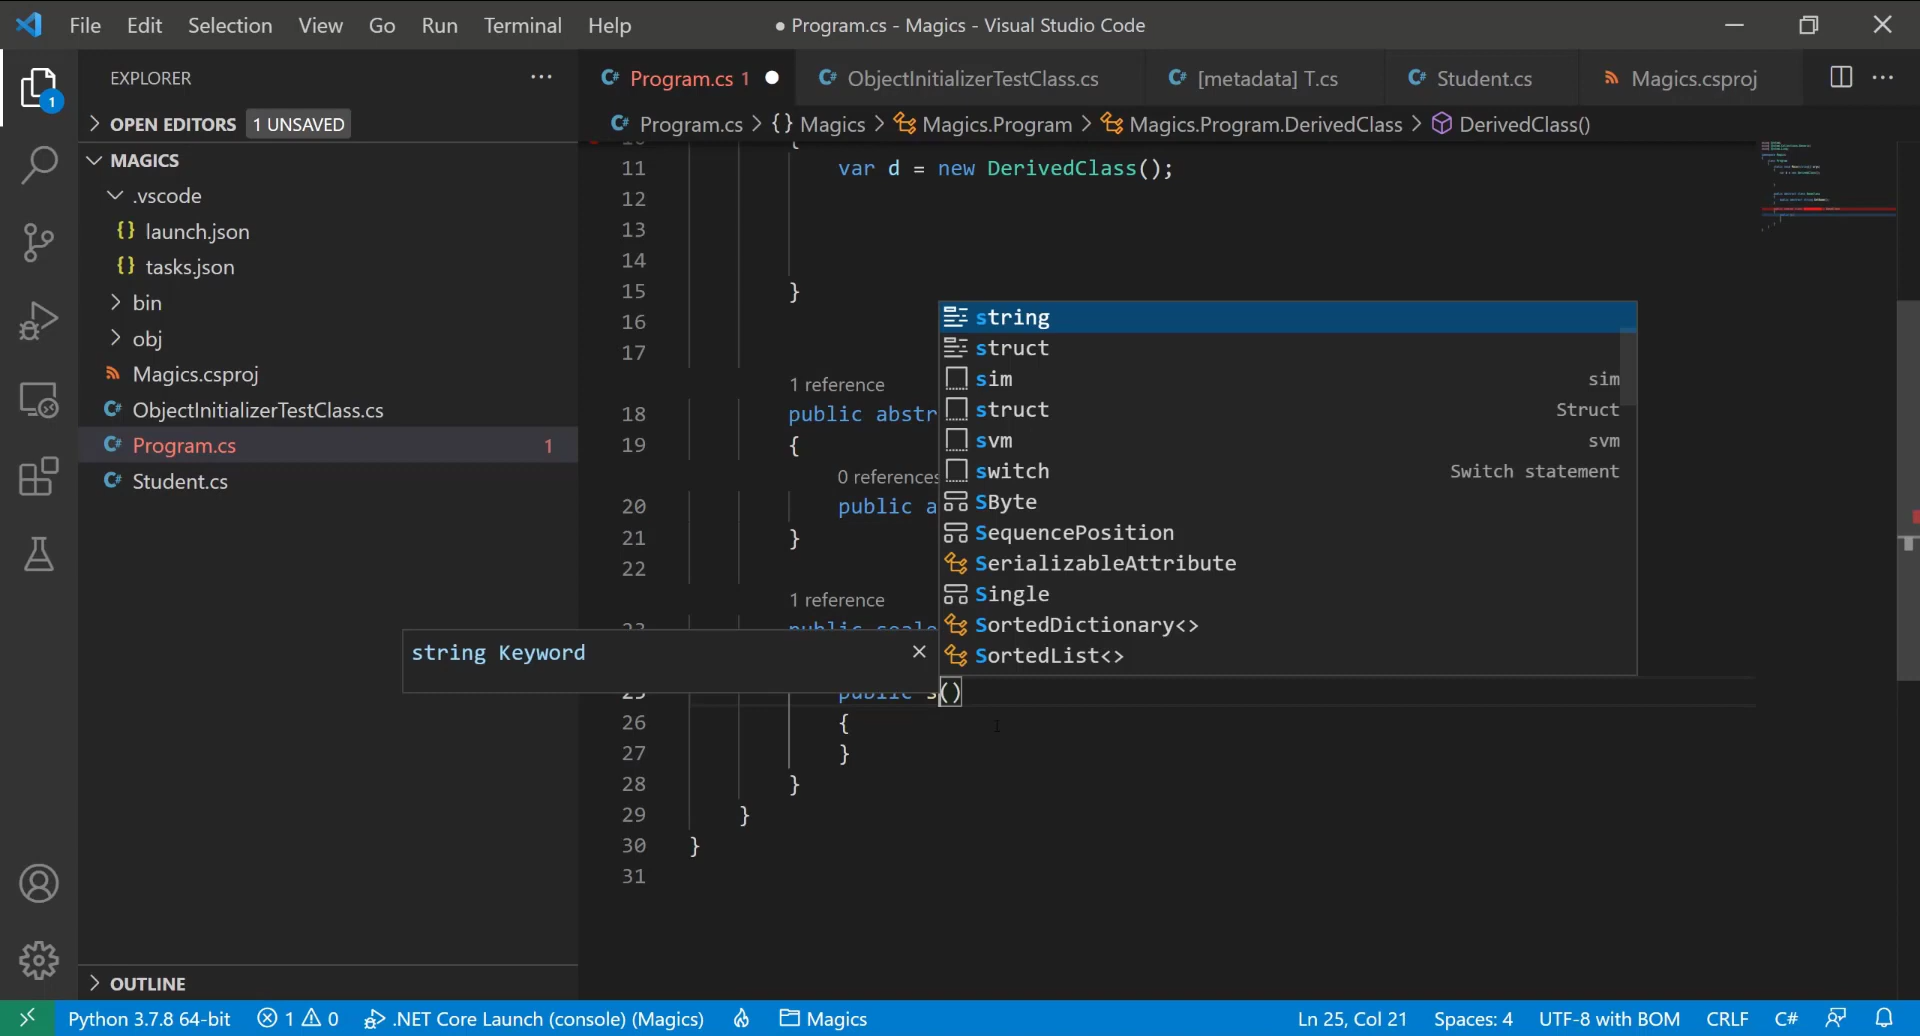 File Edit Selection View Go Run Terminal Help
● Program.cs - Magics - Visual Studio Code
EXPLORER ···
1
Program.cs 1 ●
ObjectInitializerTestClass.cs
[metadata] T.cs
Student.cs
Magics.csproj
OPEN EDITORS 1 UNSAVED
Program.cs > {} Magics > Magics.Program > Magics.Program.DerivedClass > DerivedClass()
MAGICS
.vscode
{} launch.json
{} tasks.json
bin
obj
Magics.csproj
C# ObjectInitializerTestClass.cs
C# Program.cs 1
C# Student.cs
OUTLINE
11 var d = new DerivedClass();
12
13
14
15 }
16
17
1 reference
18 public abstr
19 {
0 references
20 public a
21 }
22
1 reference
string
struct
sim sim
struct Struct
svm svm
switch Switch statement
SByte
SequencePosition
SerializableAttribute
Single
SortedDictionary<>
SortedList<>
string Keyword ×
25 public s()
26 {
27 }
28 }
29 }
30 }
31
Python 3.7.8 64-bit 1 0 .NET Core Launch (console) (Magics) Magics
Ln 25, Col 21 Spaces: 4 UTF-8 with BOM CRLF C#